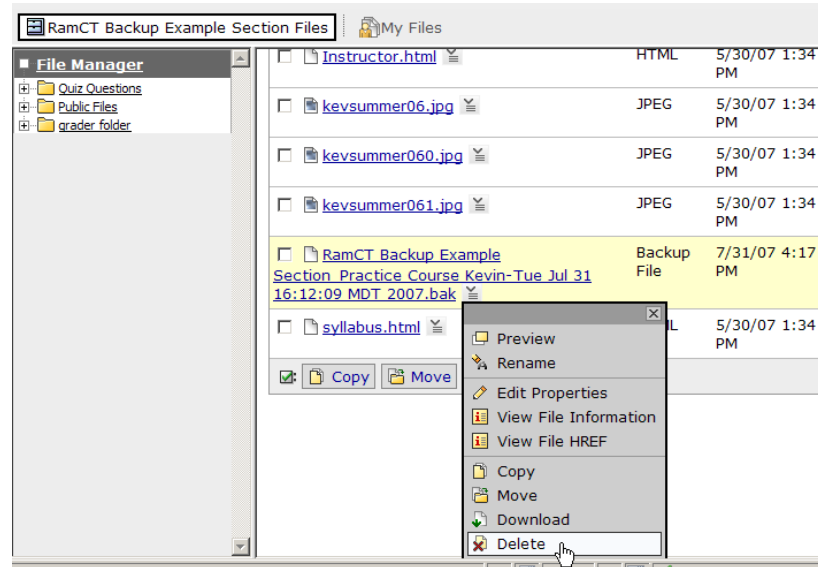 RamCT Backup Example Section Files
My Files
File Manager
Quiz Questions
Public Files
grader folder
Instructor.html HTML 5/30/07 1:34
PM
kevsummer06.jpg JPEG 5/30/07 1:34
PM
kevsummer060.jpg JPEG 5/30/07 1:34
PM
kevsummer061.jpg JPEG 5/30/07 1:34
PM
RamCT Backup Example Backup 7/31/07 4:17
Section_Practice Course Kevin-Tue Jul 31 File PM
16:12:09 MDT 2007.bak
syllabus.html L 5/30/07 1:34
PM
Copy Move
Preview
Rename
Edit Properties
View File Information
View File HREF
Copy
Move
Download
Delete